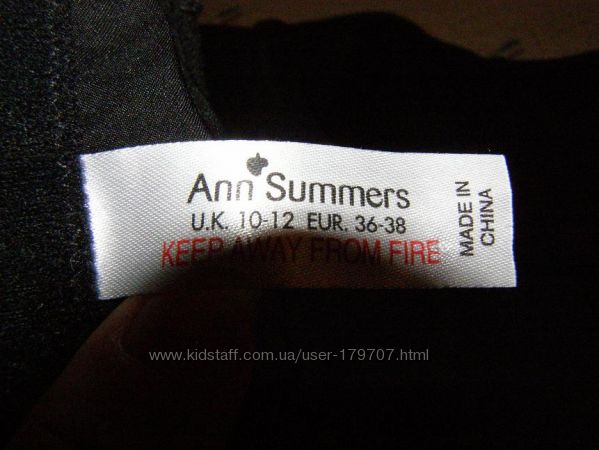 Ann Summers
U.K. 10-12 EUR. 36-38
KEEP AWAY FROM FIRE
MADE IN
CHINA
www.kidstaff.com.ua/user-179707.html